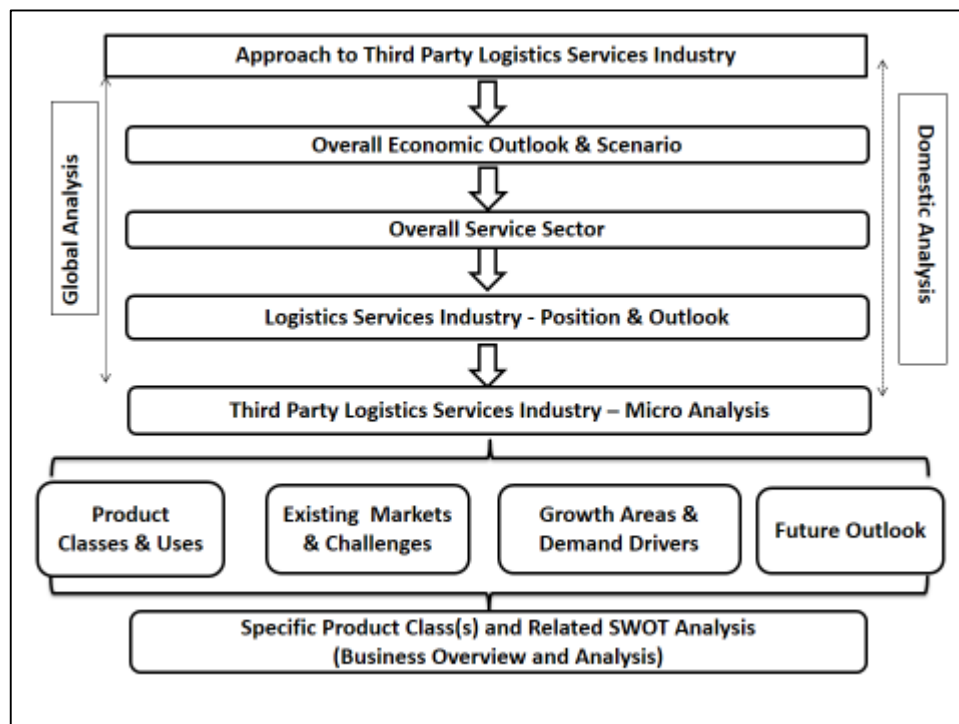 Approach to Third Party Logistics Services Industry
Global Analysis
Domestic Analysis
Overall Economic Outlook & Scenario
Overall Service Sector
Logistics Services Industry - Position & Outlook
Third Party Logistics Services Industry – Micro Analysis
Product
Classes & Uses
Existing Markets
& Challenges
Growth Areas &
Demand Drivers
Future Outlook
Specific Product Class(s) and Related SWOT Analysis
(Business Overview and Analysis)